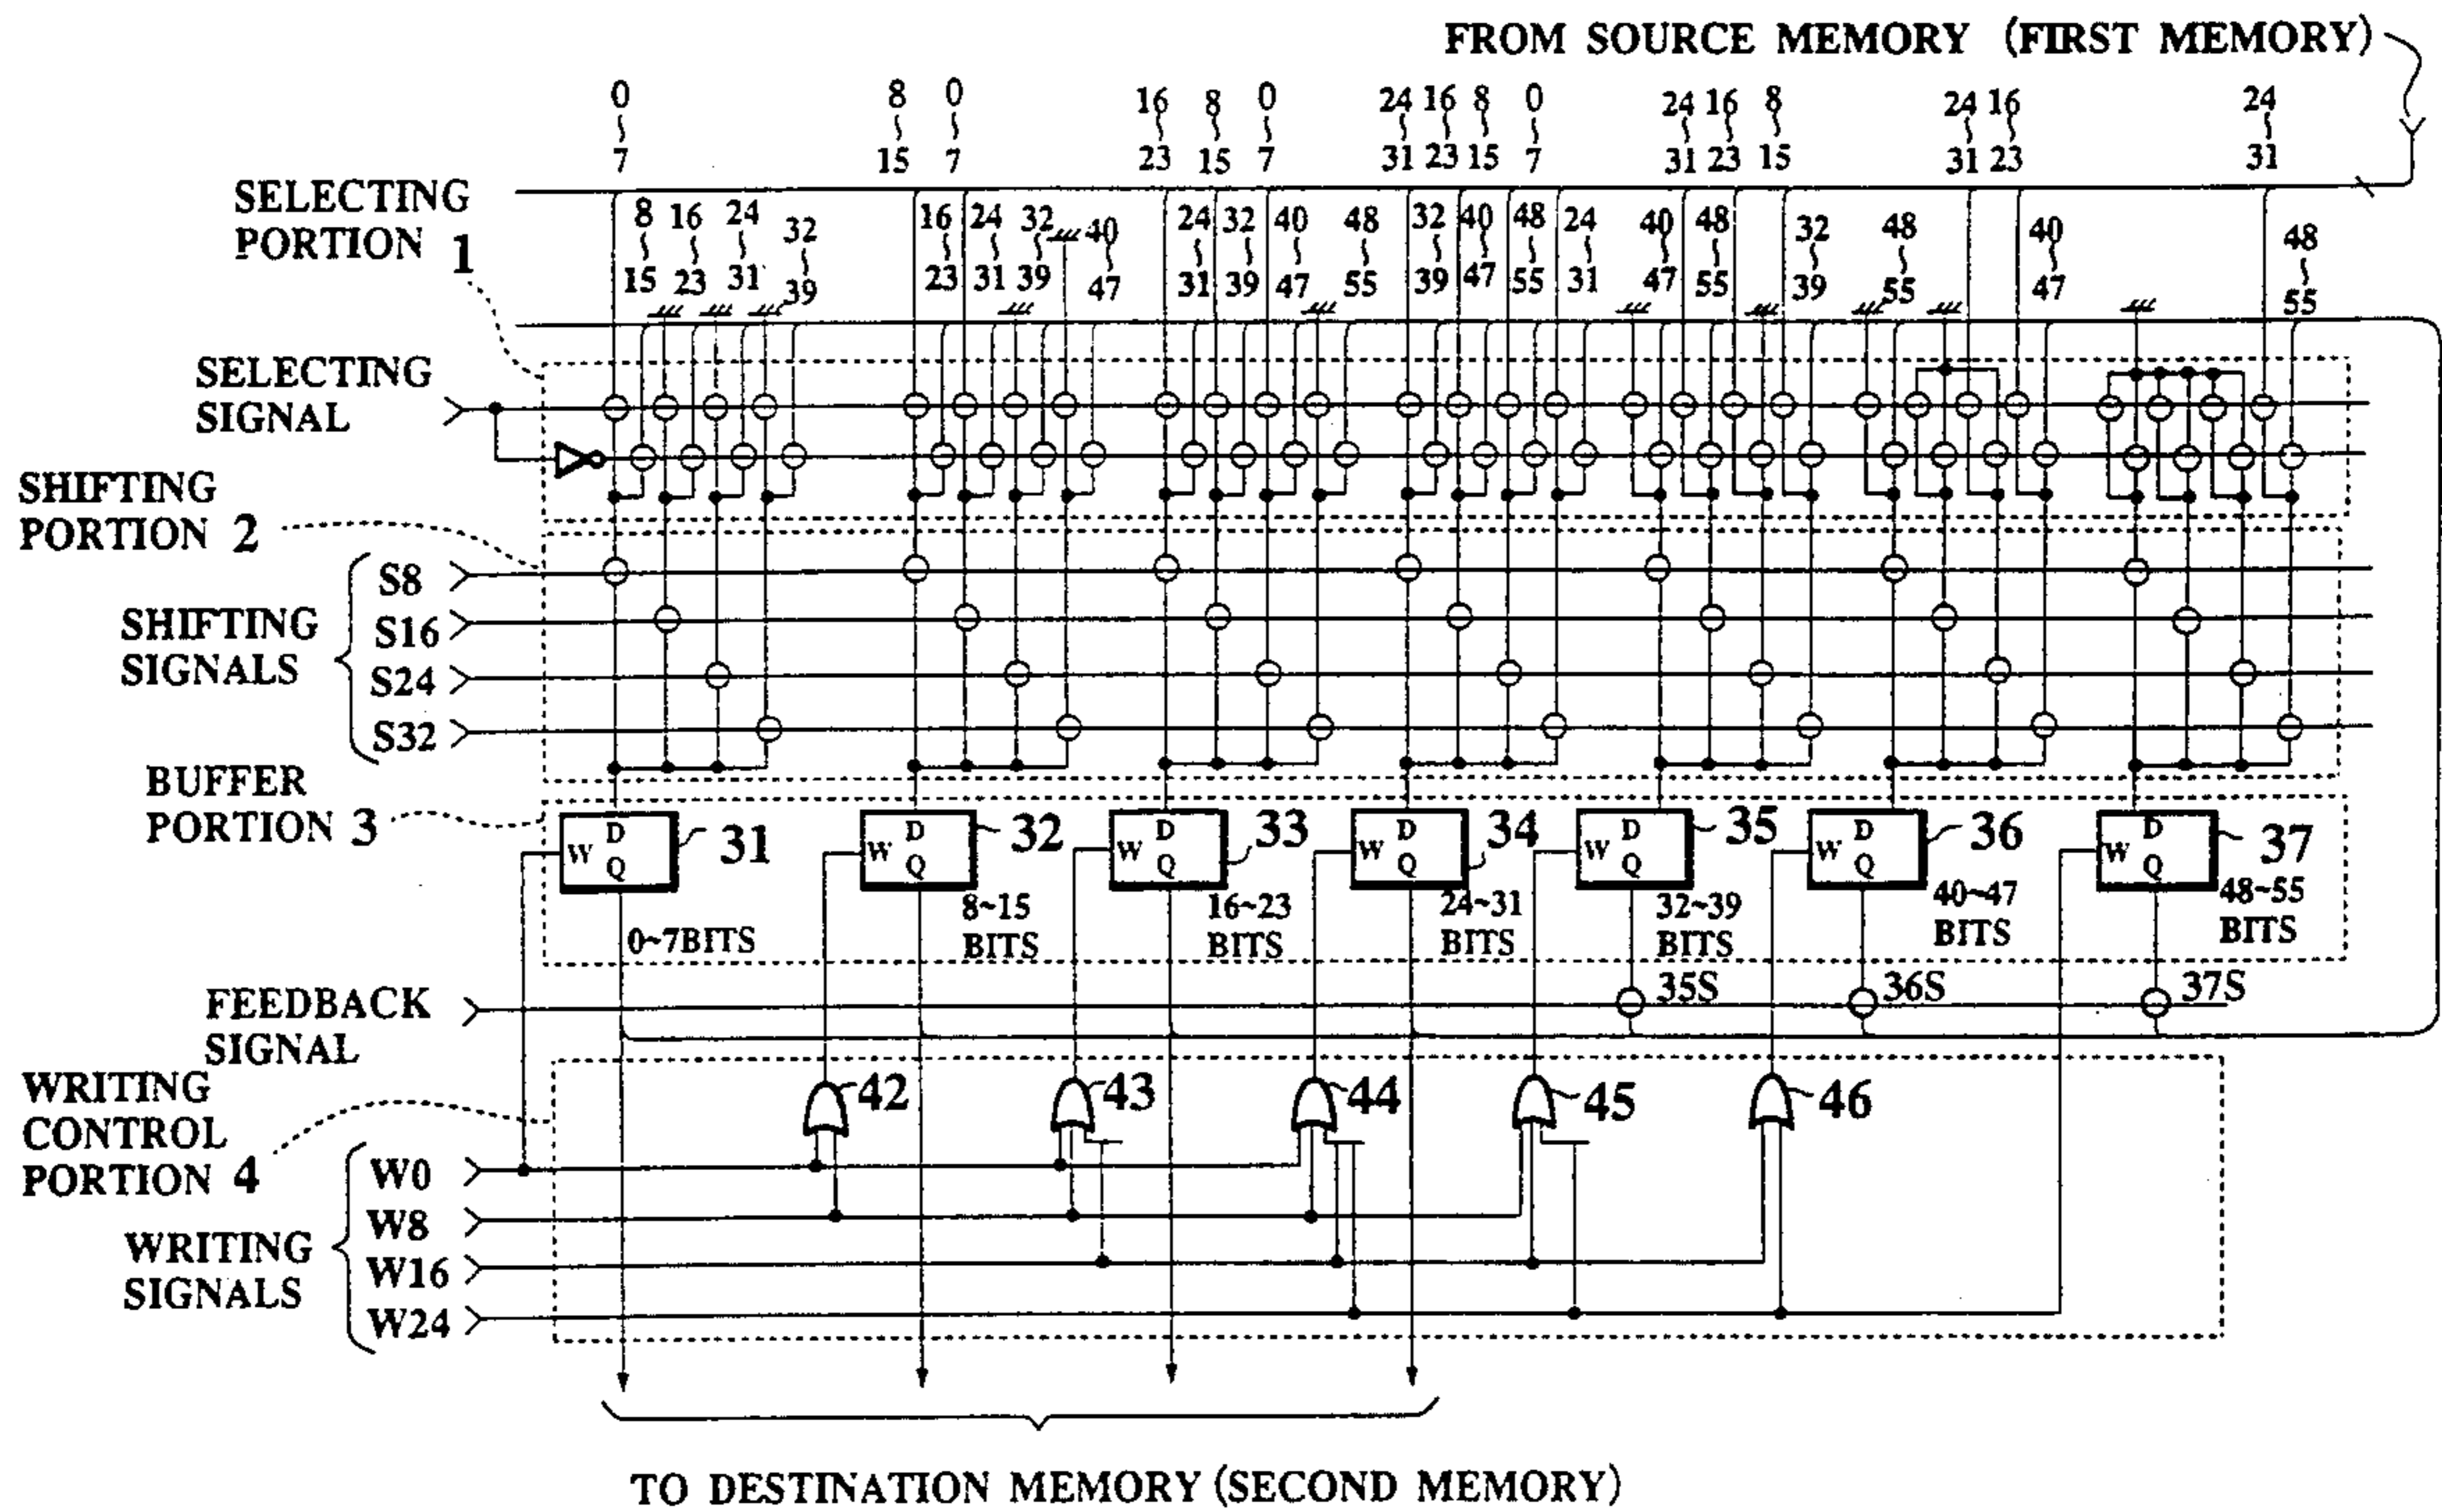 FROM SOURCE MEMORY (FIRST MEMORY)
0 8 0 16 8 0 24 16 8 0 24 16 8 24 16 24
~ ~ ~ ~ ~ ~ ~ ~ ~ ~ ~ ~ ~ ~ ~ ~
7 15 7 23 15 7 31 23 15 7 31 23 15 31 23 31
SELECTING
PORTION 1
8 16 24 32 16 24 32 40 24 32 40 48 32 40 48 24 40 48 32 48 40 48
~ ~ ~ ~ ~ ~ ~ ~ ~ ~ ~ ~ ~ ~ ~ ~ ~ ~ ~ ~ ~ ~
15 23 31 39 23 31 39 47 31 39 47 55 39 47 55 31 47 55 39 55 47 55
SELECTING
SIGNAL
SHIFTING
PORTION 2
SHIFTING
SIGNALS
S8
S16
S24
S32
BUFFER
PORTION 3
D
W
Q
31
D
W
Q
32
D
W
Q
33
D
W
Q
34
D
W
Q
35
D
W
Q
36
D
W
Q
37
0~7BITS
8~15
BITS
16~23
BITS
24~31
BITS
32~39
BITS
40~47
BITS
48~55
BITS
FEEDBACK
SIGNAL
35S 36S 37S
WRITING
CONTROL
PORTION 4
42 43 44 45 46
WRITING
SIGNALS
W0
W8
W16
W24
TO DESTINATION MEMORY (SECOND MEMORY)